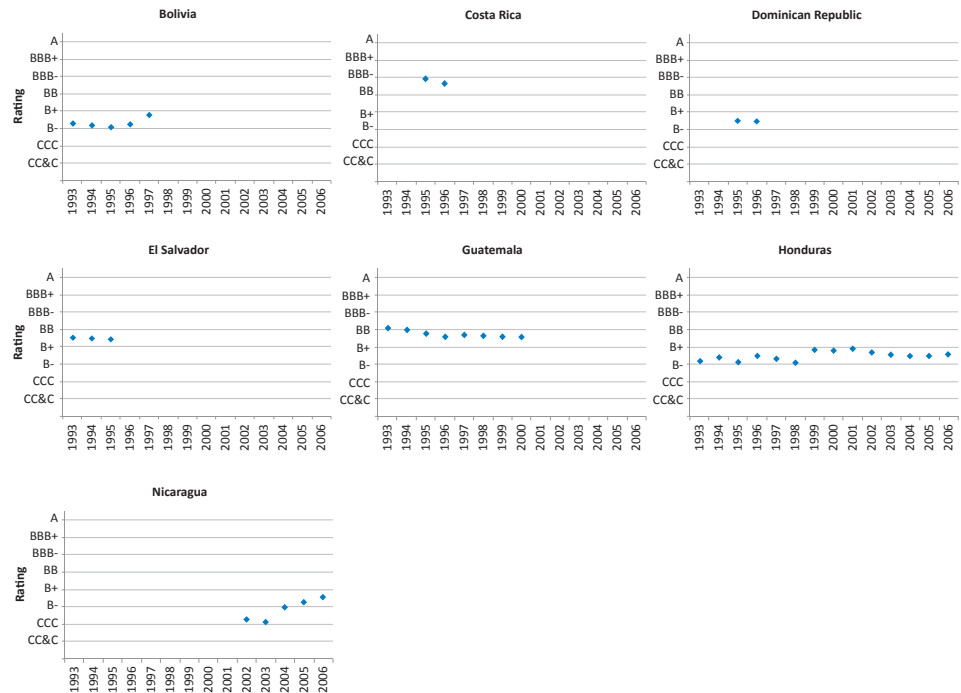 Bolivia
Rating
A
BBB+
BBB-
BB
B+
B-
CCC
CC&C
1993 1994 1995 1996 1997 1998 1999 2000 2001 2002 2003 2004 2005 2006
Costa Rica
A
BBB+
BBB-
BB
B+
B-
CCC
CC&C
1993 1994 1995 1996 1997 1998 1999 2000 2001 2002 2003 2004 2005 2006
Dominican Republic
A
BBB+
BBB-
BB
B+
B-
CCC
CC&C
1993 1994 1995 1996 1997 1998 1999 2000 2001 2002 2003 2004 2005 2006
El Salvador
Rating
A
BBB+
BBB-
BB
B+
B-
CCC
CC&C
1993 1994 1995 1996 1997 1998 1999 2000 2001 2002 2003 2004 2005 2006
Guatemala
A
BBB+
BBB-
BB
B+
B-
CCC
CC&C
1993 1994 1995 1996 1997 1998 1999 2000 2001 2002 2003 2004 2005 2006
Honduras
A
BBB+
BBB-
BB
B+
B-
CCC
CC&C
1993 1994 1995 1996 1997 1998 1999 2000 2001 2002 2003 2004 2005 2006
Nicaragua
Rating
A
BBB+
BBB-
BB
B+
B-
CCC
CC&C
1993 1994 1995 1996 1997 1998 1999 2000 2001 2002 2003 2004 2005 2006